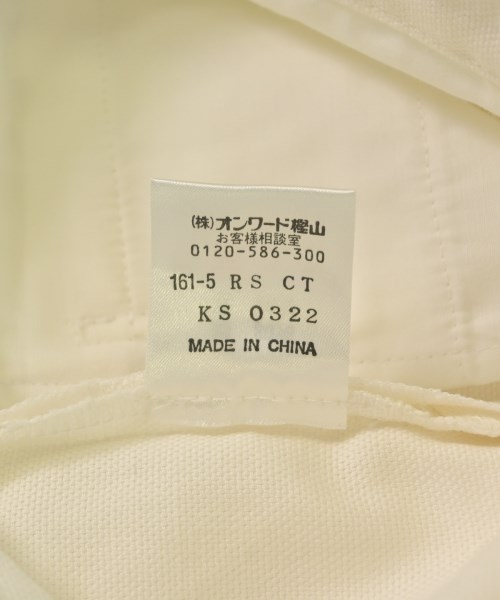 (株)オンワード樫山
お客様相談室
0120-586-300
161-5 RS CT
KS 0322
MADE IN CHINA